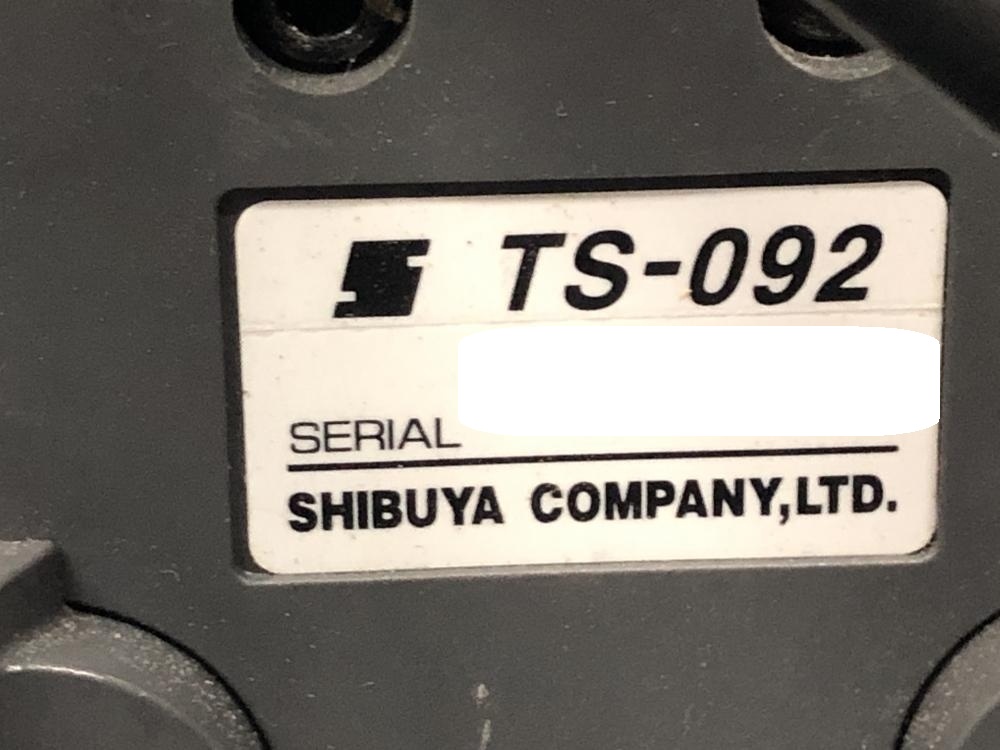 TS-092
SERIAL
SHIBUYA COMPANY,LTD.